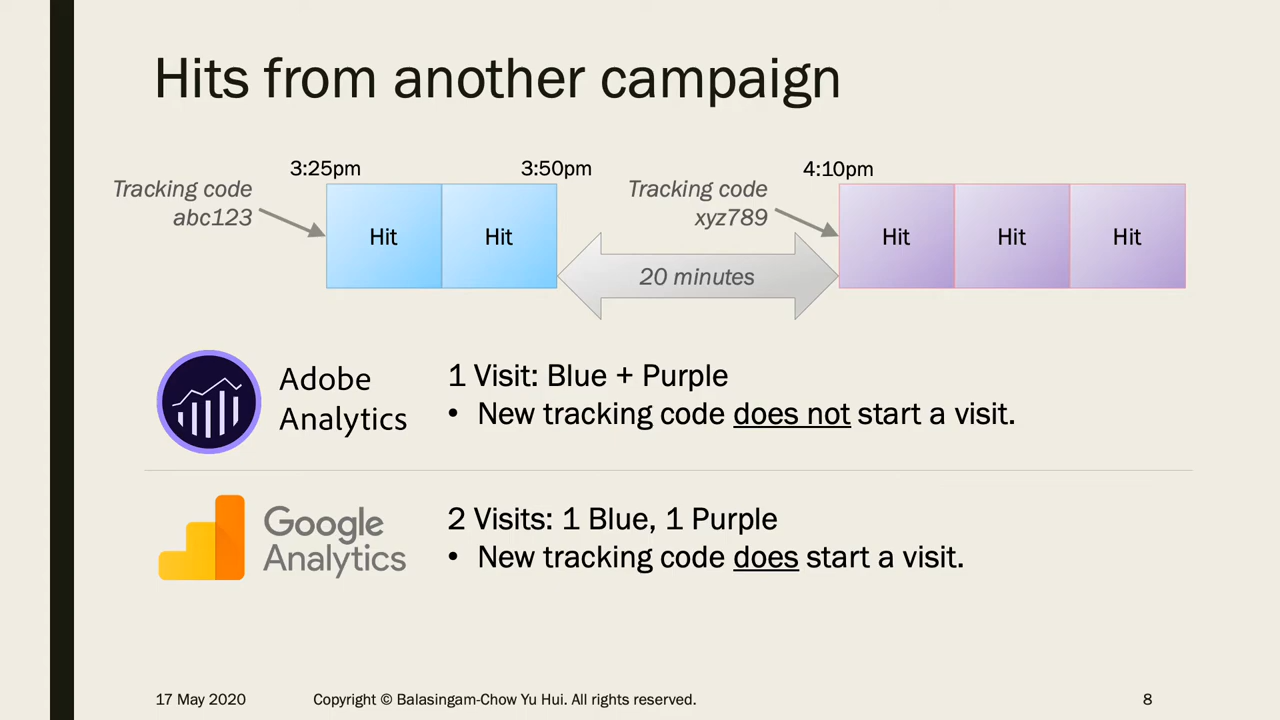 Hits from another campaign
3:25pm
3:50pm
4:10pm
Tracking code
abc123
Tracking code
xyz789
Hit
Hit
20 minutes
Hit
Hit
Hit
Adobe
Analytics
1 Visit: Blue + Purple
• New tracking code does not start a visit.
Google
Analytics
2 Visits: 1 Blue, 1 Purple
• New tracking code does start a visit.
17 May 2020
Copyright © Balasingam-Chow Yu Hui. All rights reserved.
8